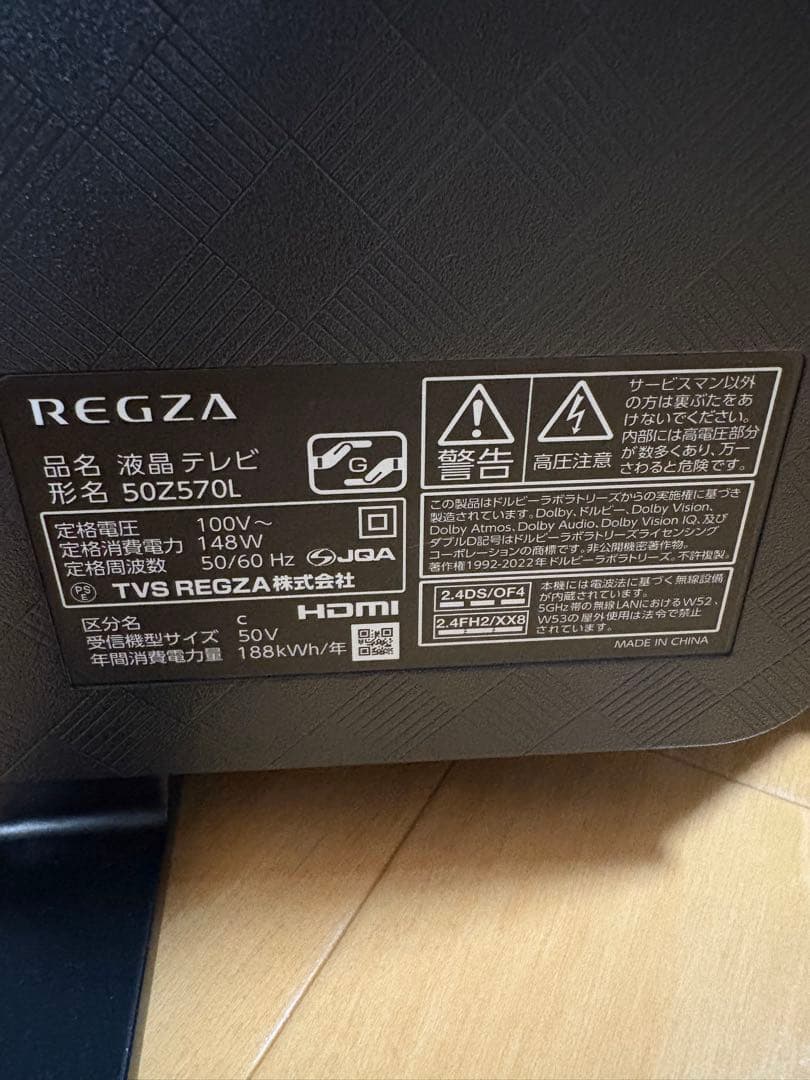 REGZA
品名 液晶テレビ
形名 50Z570L
G
定格電圧 100V～
定格消費電力 148W
定格周波数 50/60 Hz
JQA
PS
E
TVS REGZA株式会社
区分名 c
受信機型サイズ 50V
年間消費電力量 188kWh/年
HDMI
警告
高圧注意
サービスマン以外
の方は裏ぶたをあ
けないでください。
内部には高電圧部分
が数多くあり、万一
さわると危険です。
この製品はドルビーラボラトリーズからの実施権に基づき
製造されています。Dolby、ドルビー、Dolby Vision、
Dolby Atmos、Dolby Audio、Dolby Vision IQ、及び
ダブルD記号はドルビーラボラトリーズライセンシング
コーポレーションの商標です。非公開機密著作物。
著作権1992-2022年ドルビーラボラトリーズ。不許複製。
2.4DS/OF4
2.4FH2/XX8
本機には電波法に基づく無線設備
が内蔵されています。
5GHz帯の無線LANにおけるW52、
W53の屋外使用は法令で禁止
されています。
MADE IN CHINA